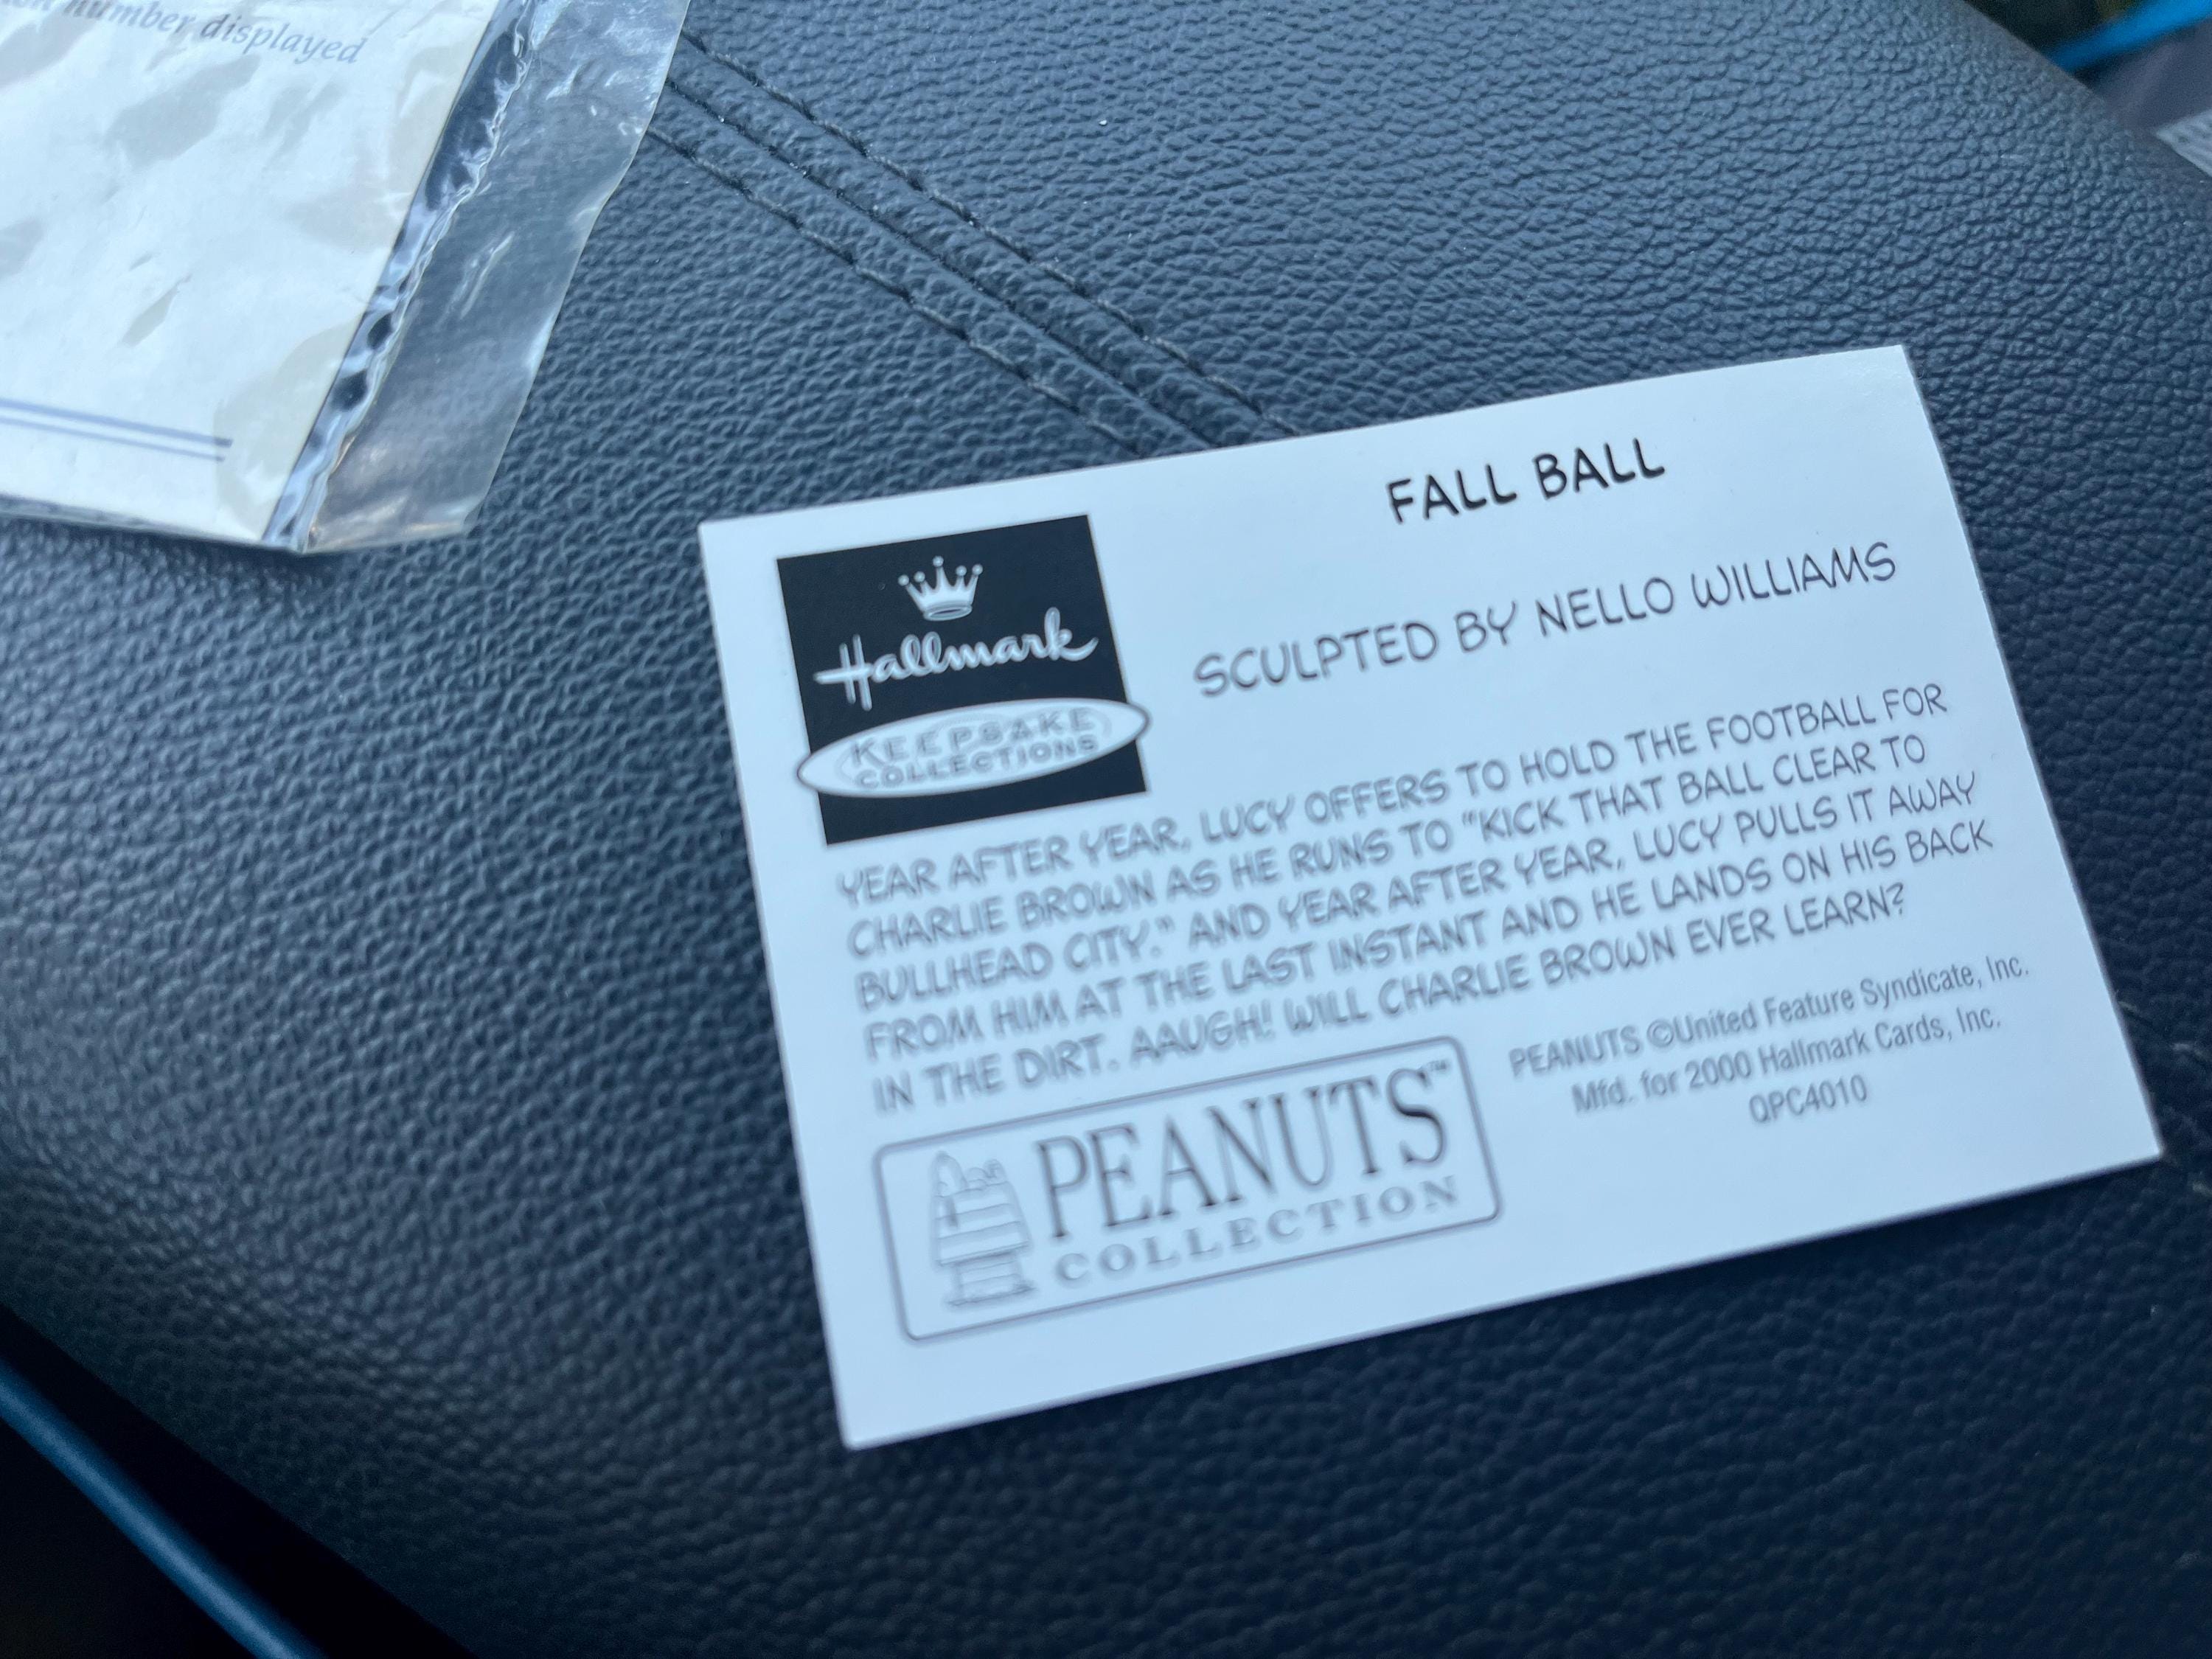 number displayed
FALL BALL
Hallmark
KEEPSAKE
COLLECTIONS
SCULPTED BY NELLO WILLIAMS
YEAR AFTER YEAR, LUCY OFFERS TO HOLD THE FOOTBALL FOR
CHARLIE BROWN AS HE RUNS TO "KICK THAT BALL CLEAR TO
BULLHEAD CITY." AND YEAR AFTER YEAR, LUCY PULLS IT AWAY
FROM HIM AT THE LAST INSTANT AND HE LANDS ON HIS BACK
IN THE DIRT. AAUGH! WILL CHARLIE BROWN EVER LEARN?
PEANUTS ©United Feature Syndicate, Inc.
Mfd. for 2000 Hallmark Cards, Inc.
QPC4010
PEANUTS™
COLLECTION